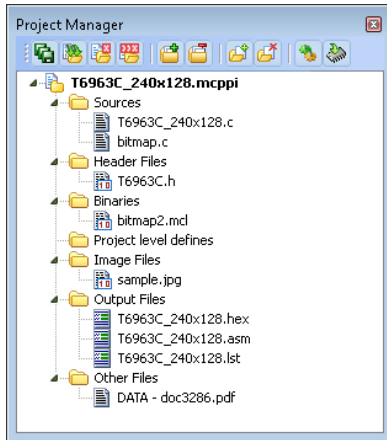 Project Manager
T6963C_240x128.mcppi
Sources
T6963C_240x128.c
bitmap.c
Header Files
T6963C.h
Binaries
bitmap2.mcl
Project level defines
Image Files
sample.jpg
Output Files
T6963C_240x128.hex
T6963C_240x128.asm
T6963C_240x128.lst
Other Files
DATA - doc3286.pdf